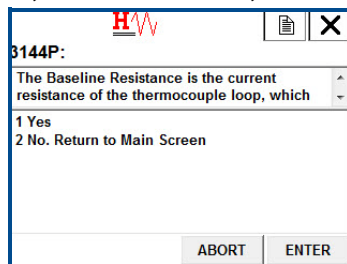 H
3144P:
The Baseline Resistance is the current
resistance of the thermocouple loop, which
1 Yes
2 No. Return to Main Screen
ABORT ENTER